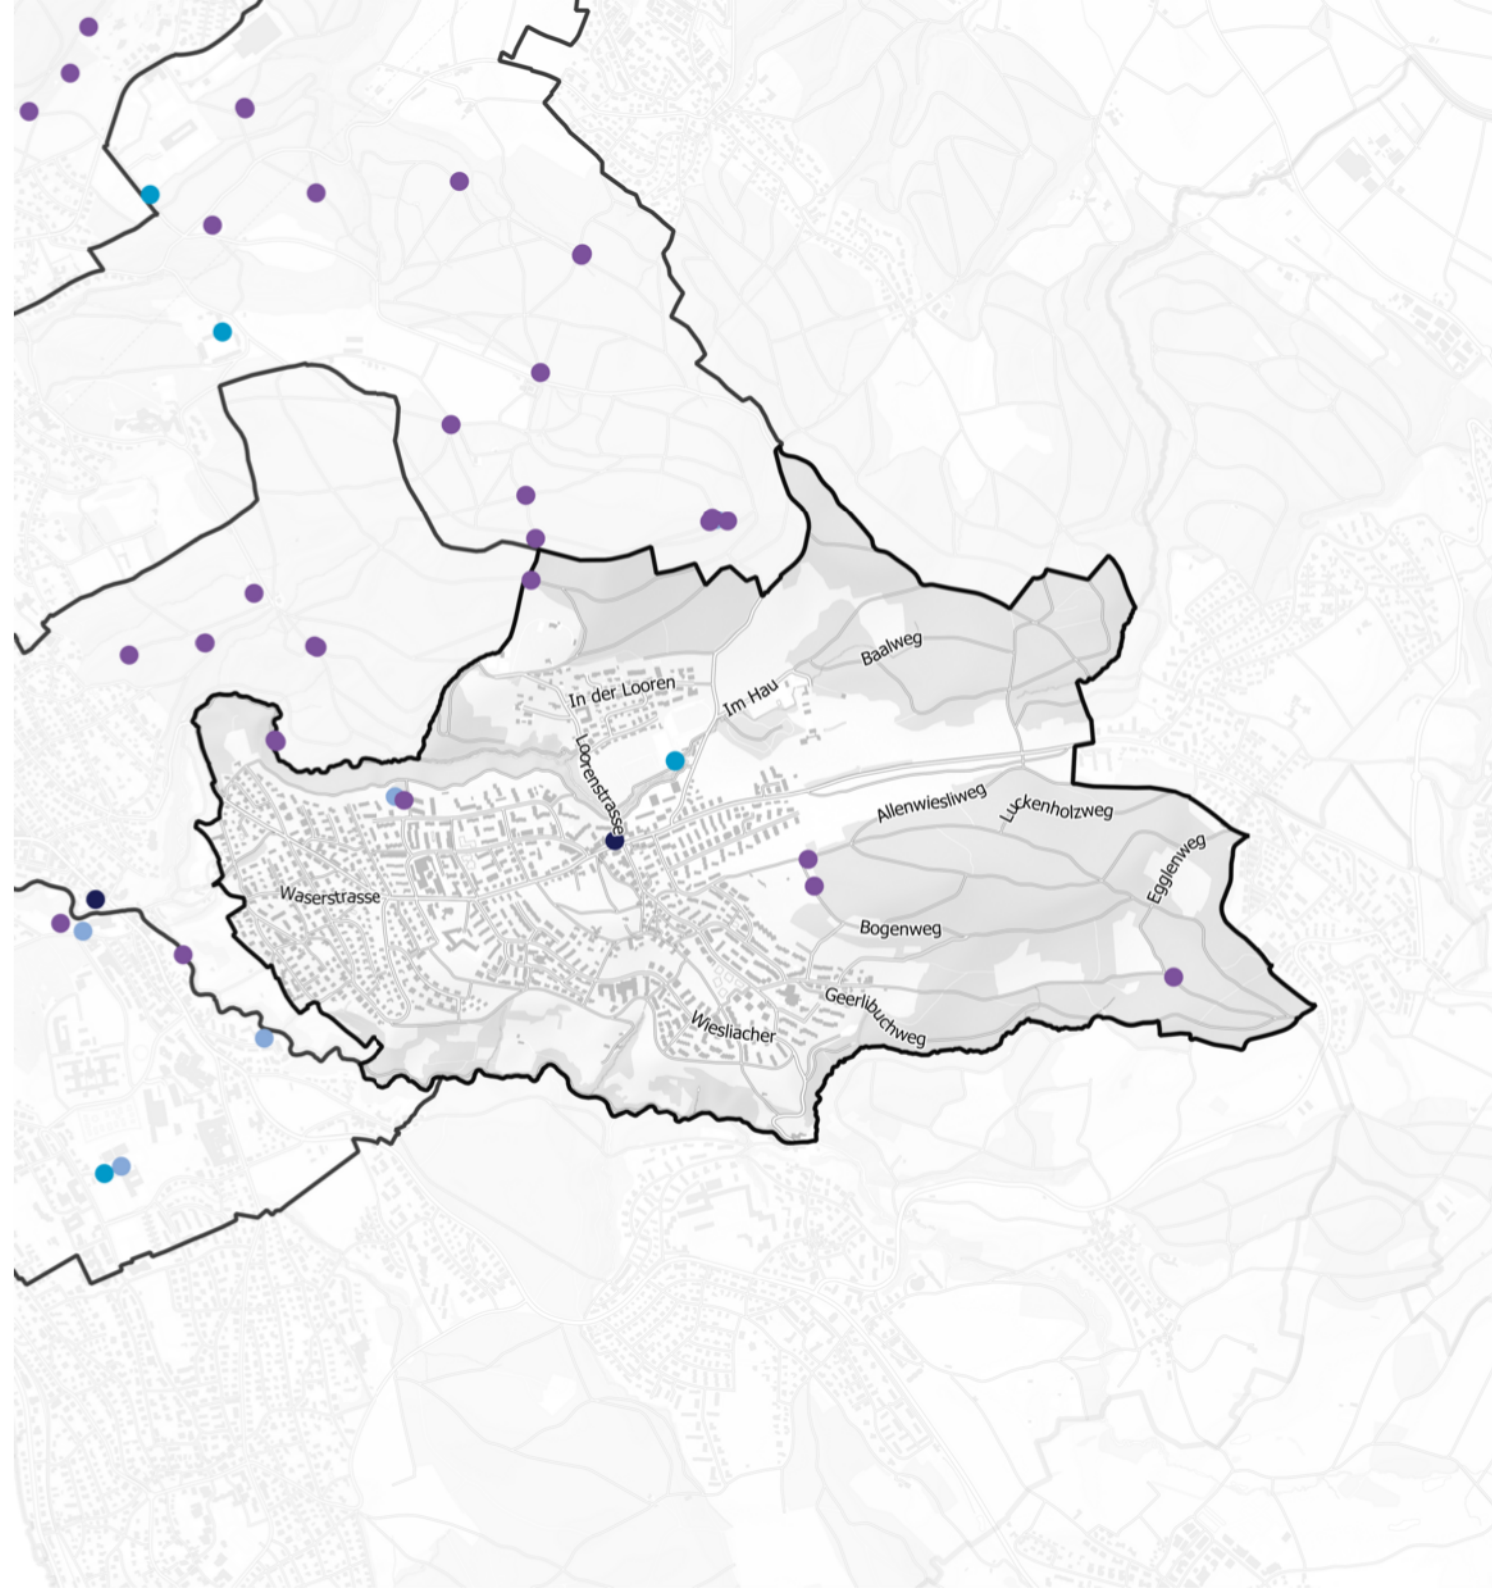 Baalweg
In der Looren
Im Hau
Loorenstrasse
Allenwiesliweg
Luckenholzweg
Egglenweg
Waserstrasse
Bogenweg
Geerlibuchweg
Wiesliacher